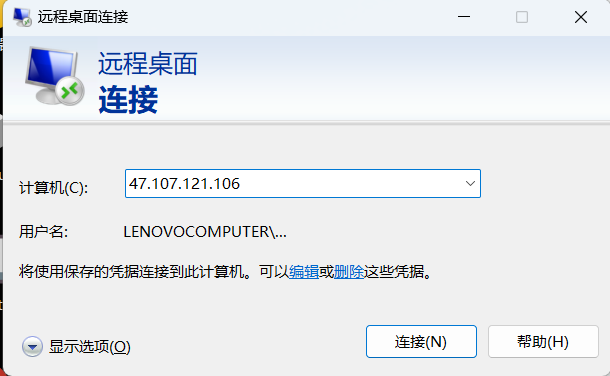 远程桌面连接
远程桌面
连接
计算机(C):
47.107.121.106
用户名:
LENOVOCOMPUTER\...
将使用保存的凭据连接到此计算机。可以编辑或删除这些凭据。
显示选项(O)
连接(N)
帮助(H)